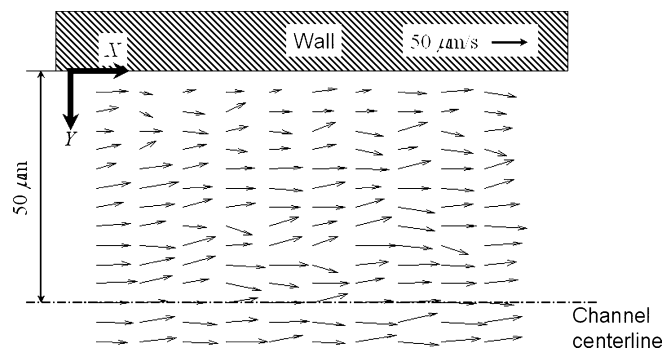 Wall
50 μm/s
X
Y
50 μm
Channel
centerline